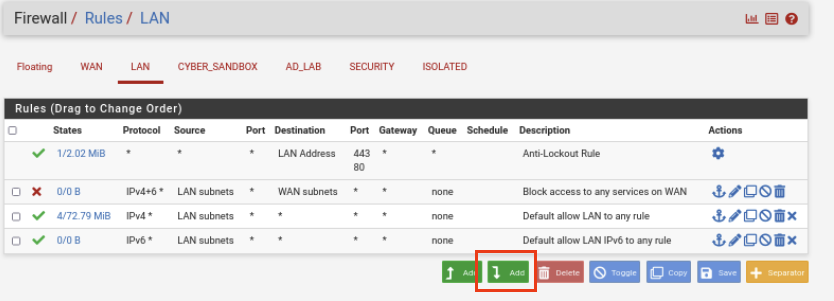 Firewall / Rules / LAN
Floating WAN LAN CYBER_SANDBOX AD_LAB SECURITY ISOLATED
Rules (Drag to Change Order)
States Protocol Source Port Destination Port Gateway Queue Schedule Description Actions
1/2.02 MiB * * * LAN Address 443 * * Anti-Lockout Rule
80
0/0 B IPv4+6 * LAN subnets * WAN subnets * * none Block access to any services on WAN
4/72.79 MiB IPv4 * LAN subnets * * * * none Default allow LAN to any rule
0/0 B IPv6 * LAN subnets * * * * none Default allow LAN IPv6 to any rule
Add Add Delete Toggle Copy Save Separator